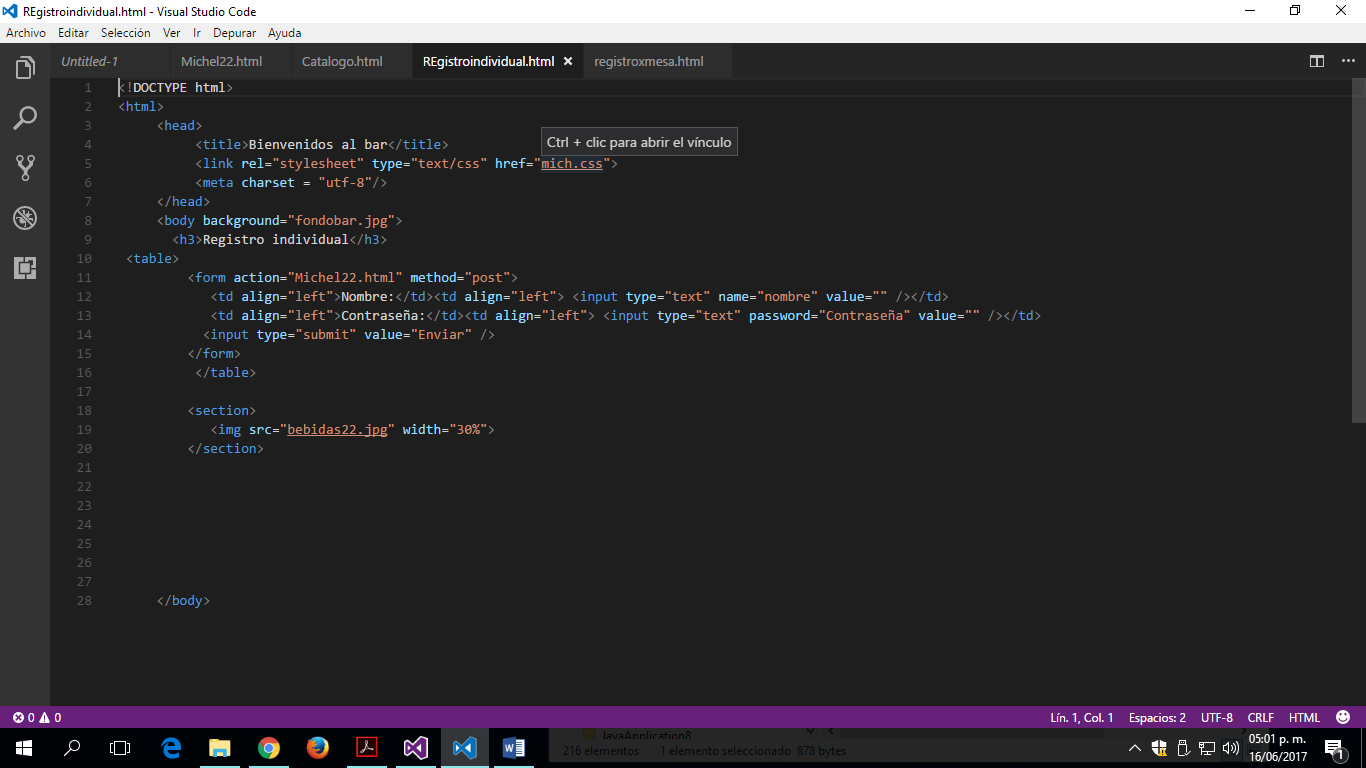 REgistroindividual.html - Visual Studio Code
Archivo Editar Selección Ver Ir Depurar Ayuda
Untitled-1 Michel22.html Catalogo.html REgistroindividual.html × registroxmesa.html
1 <!DOCTYPE html>
2 <html>
3 <head>
4 <title>Bienvenidos al bar</title>
Ctrl + clic para abrir el vínculo
5 <link rel="stylesheet" type="text/css" href="mich.css">
6 <meta charset = "utf-8"/>
7 </head>
8 <body background="fondobar.jpg">
9 <h3>Registro individual</h3>
10 <table>
11 <form action="Michel22.html" method="post">
12 <td align="left">Nombre:</td><td align="left"> <input type="text" name="nombre" value="" /></td>
13 <td align="left">Contraseña:</td><td align="left"> <input type="text" password="Contraseña" value="" /></td>
14 <input type="submit" value="Enviar" />
15 </form>
16 </table>
17
18 <section>
19 <img src="bebidas22.jpg" width="30%">
20 </section>
21
22
23
24
25
26
27
28 </body>
0 0 Lín. 1, Col. 1 Espacios: 2 UTF-8 CRLF HTML
JavaApplication8
216 elementos 1 elemento seleccionado 878 bytes
05:01 p. m.
16/06/2017
1